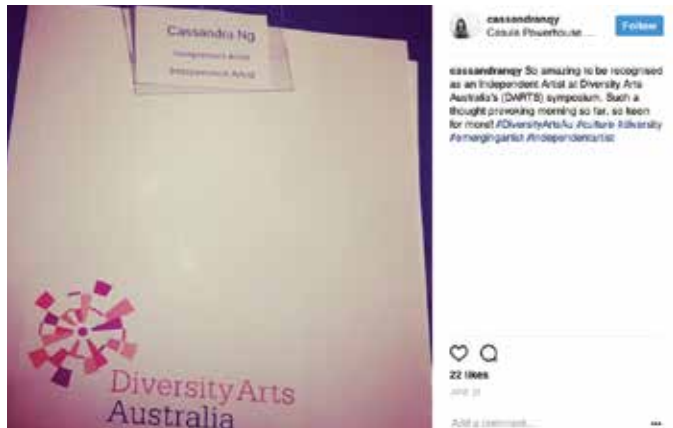 Cassandra Ng
Independent Artist
Independent Artist
Diversity Arts
Australia
cassandranqy
Casula Powerhouse ...
Follow
cassandranqy So amazing to be recognised
as an Independent Artist at Diversity Arts
Australia's (DARTS) symposium. Such a
thought provoking morning so far, so keen
for more! #DiversityArtsAu #culture #diversity
#emergingartist #independentartist
22 likes
Add a comment...